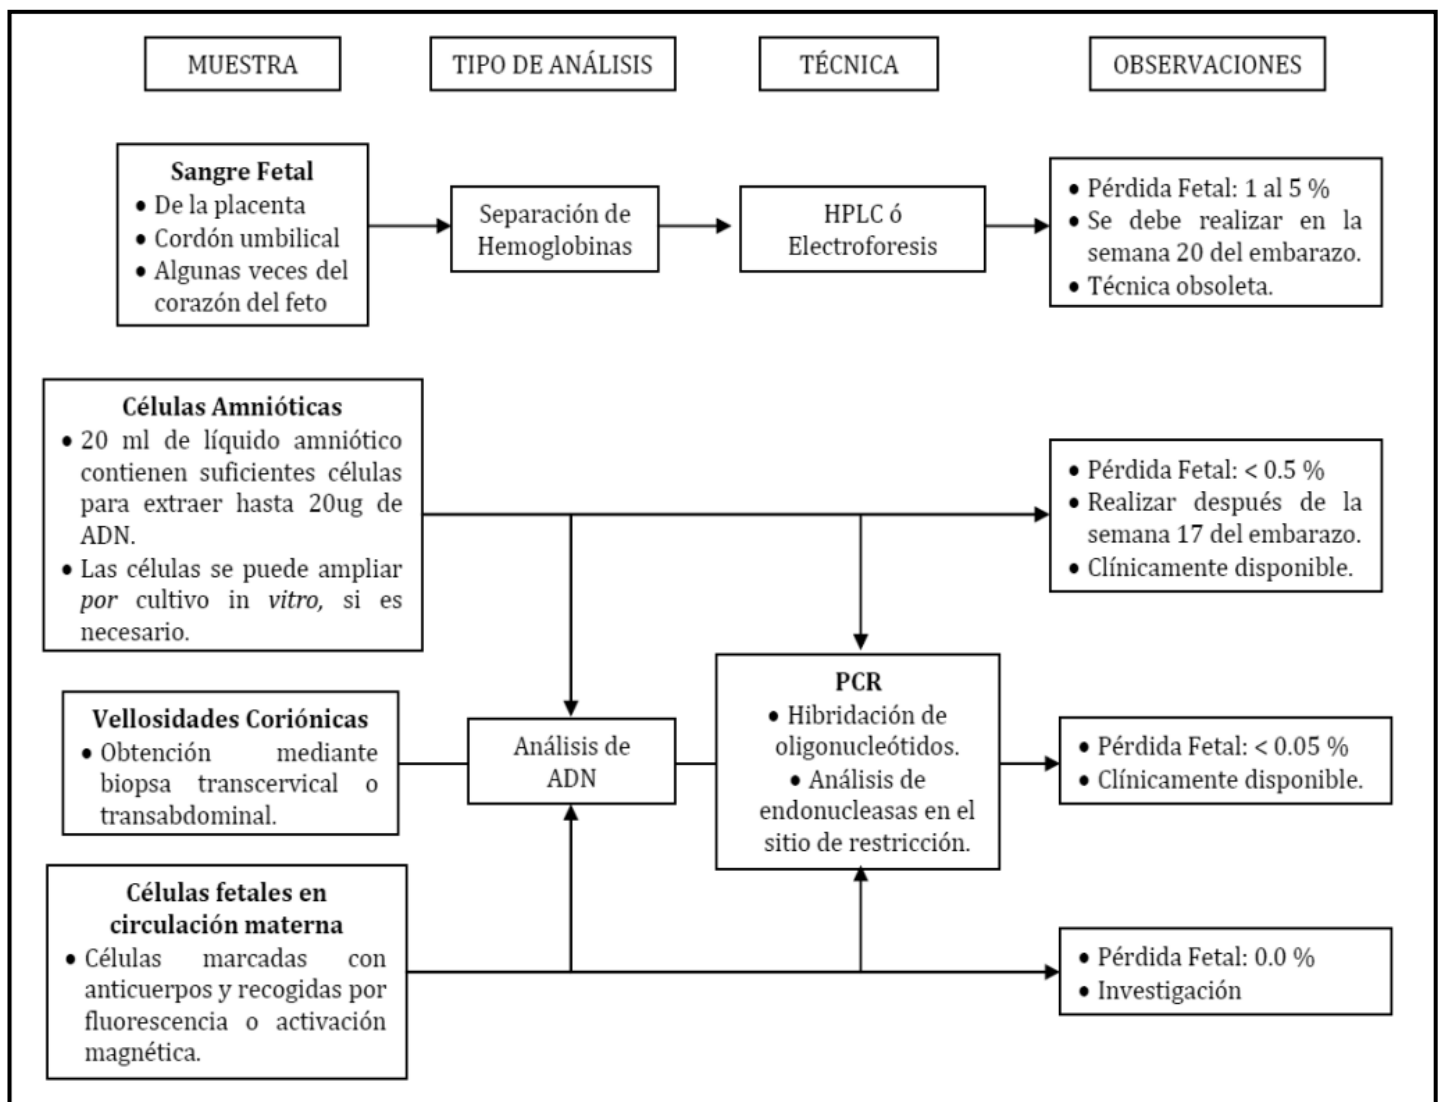 MUESTRA
TIPO DE ANÁLISIS
TÉCNICA
OBSERVACIONES
Sangre Fetal
• De la placenta
• Cordón umbilical
• Algunas veces del
corazón del feto
Separación de
Hemoglobinas
HPLC ó
Electroforesis
• Pérdida Fetal: 1 al 5 %
• Se debe realizar en la
semana 20 del embarazo.
• Técnica obsoleta.
Células Amnióticas
• 20 ml de líquido amniótico
contienen suficientes células
para extraer hasta 20ug de
ADN.
• Las células se puede ampliar
por cultivo in vitro, si es
necesario.
• Pérdida Fetal: < 0.5 %
• Realizar después de la
semana 17 del embarazo.
• Clínicamente disponible.
Vellosidades Coriónicas
• Obtención mediante
biopsa transcervical o
transabdominal.
Análisis de
ADN
PCR
• Hibridación de
oligonucleótidos.
• Análisis de
endonucleasas en el
sitio de restricción.
• Pérdida Fetal: < 0.05 %
• Clínicamente disponible.
Células fetales en
circulación materna
• Células marcadas con
anticuerpos y recogidas por
fluorescencia o activación
magnética.
• Pérdida Fetal: 0.0 %
• Investigación